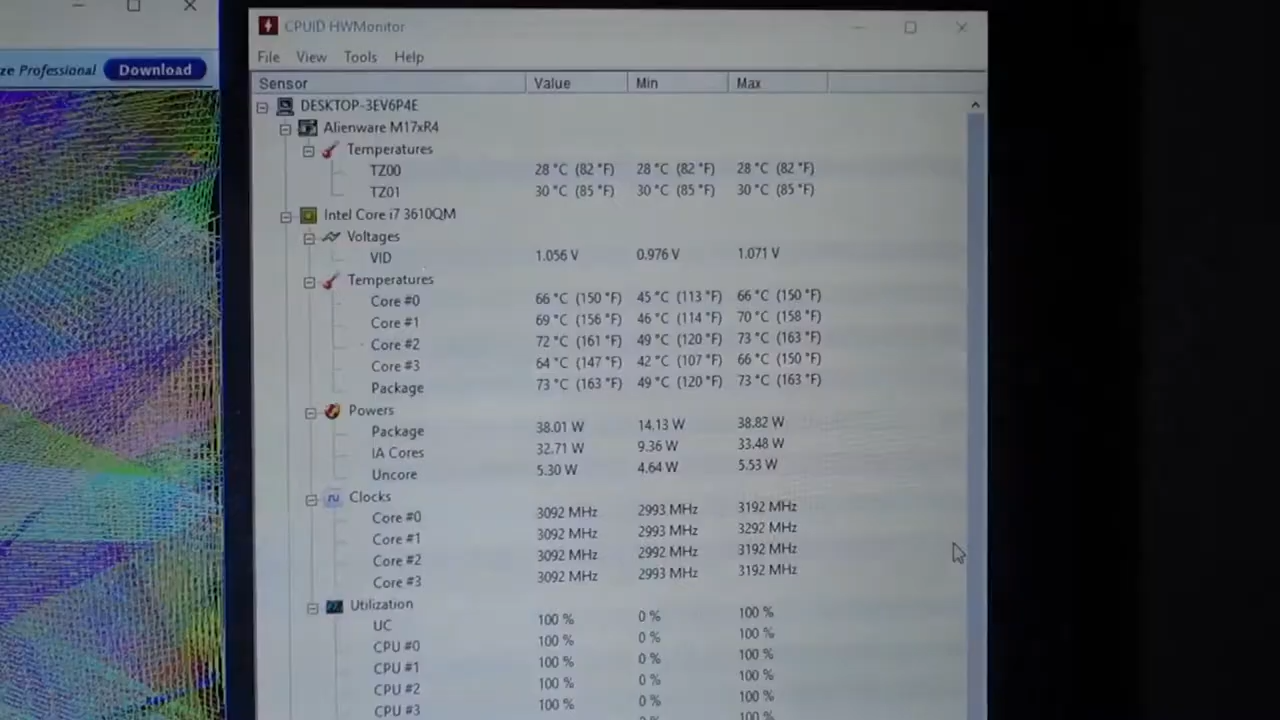 ze Professional Download
CPUID HWMonitor
File View Tools Help
Sensor Value Min Max
DESKTOP-3EV6P4E
Alienware M17xR4
Temperatures
TZ00 28 °C (82 °F) 28 °C (82 °F) 28 °C (82 °F)
TZ01 30 °C (85 °F) 30 °C (85 °F) 30 °C (85 °F)
Intel Core i7 3610QM
Voltages
VID 1.056 V 0.976 V 1.071 V
Temperatures
Core #0 66 °C (150 °F) 45 °C (113 °F) 66 °C (150 °F)
Core #1 69 °C (156 °F) 46 °C (114 °F) 70 °C (158 °F)
Core #2 72 °C (161 °F) 49 °C (120 °F) 73 °C (163 °F)
Core #3 64 °C (147 °F) 42 °C (107 °F) 66 °C (150 °F)
Package 73 °C (163 °F) 49 °C (120 °F) 73 °C (163 °F)
Powers
Package 38.01 W 14.13 W 38.82 W
IA Cores 32.71 W 9.36 W 33.48 W
Uncore 5.30 W 4.64 W 5.53 W
Clocks
Core #0 3092 MHz 2993 MHz 3192 MHz
Core #1 3092 MHz 2993 MHz 3292 MHz
Core #2 3092 MHz 2992 MHz 3192 MHz
Core #3 3092 MHz 2993 MHz 3192 MHz
Utilization
UC 100 % 0 % 100 %
CPU #0 100 % 0 % 100 %
CPU #1 100 % 0 % 100 %
CPU #2 100 % 0 % 100 %
CPU #3 100 % 0 % 100 %